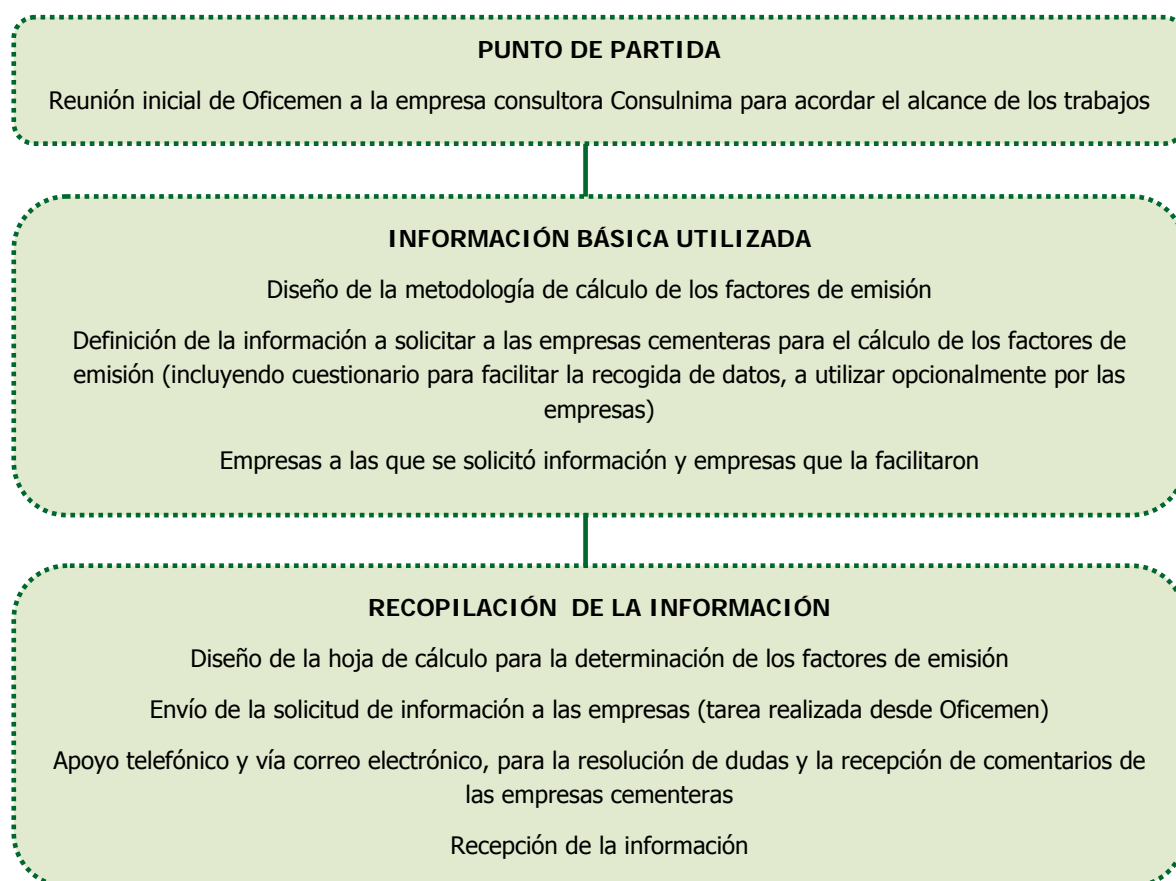 PUNTO DE PARTIDA
Reunión inicial de Oficemen a la empresa consultora Consulnima para acordar el alcance de los trabajos
INFORMACIÓN BÁSICA UTILIZADA
Diseño de la metodología de cálculo de los factores de emisión
Definición de la información a solicitar a las empresas cementeras para el cálculo de los factores de
emisión (incluyendo cuestionario para facilitar la recogida de datos, a utilizar opcionalmente por las
empresas)
Empresas a las que se solicitó información y empresas que la facilitaron
RECOPILACIÓN DE LA INFORMACIÓN
Diseño de la hoja de cálculo para la determinación de los factores de emisión
Envío de la solicitud de información a las empresas (tarea realizada desde Oficemen)
Apoyo telefónico y vía correo electrónico, para la resolución de dudas y la recepción de comentarios de
las empresas cementeras
Recepción de la información